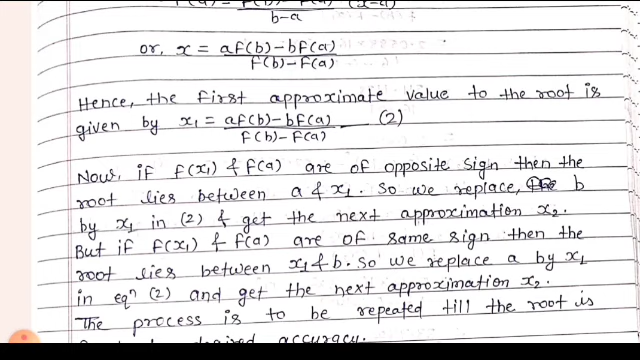 b-a
or, x = af(b)-bf(a) / f(b)-f(a)
Hence, the first approximate value to the root is
given by x₁ = af(b)-bf(a) / f(b)-f(a) (2)
Now, if f(x₁) & f(a) are of opposite sign then the
root lies between a & x₁. So we replace, b
by x₁ in (2) & get the next approximation x₂.
But if f(x₁) & f(a) are of same sign then the
root lies between x₁ & b. So we replace a by x₁
in eqⁿ (2) and get the next approximation x₂.
The process is to be repeated till the root is
desired accuracy.